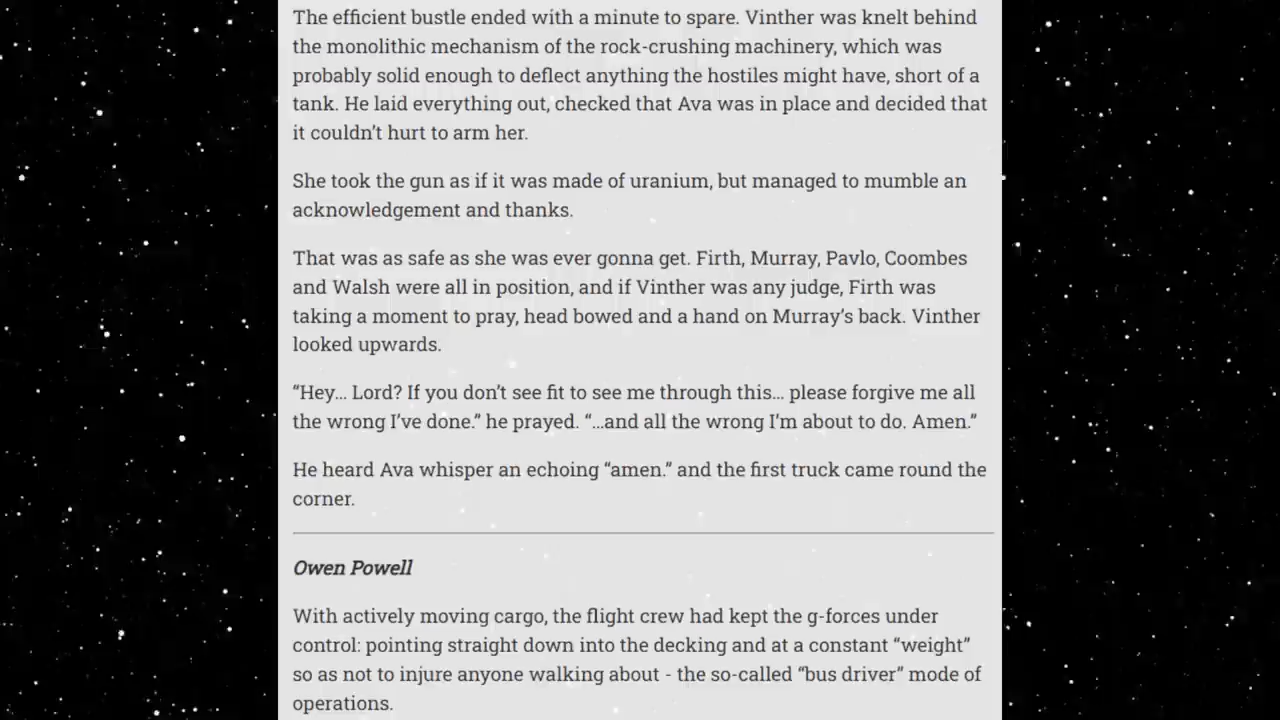 The efficient bustle ended with a minute to spare. Vinther was knelt behind
the monolithic mechanism of the rock-crushing machinery, which was
probably solid enough to deflect anything the hostiles might have, short of a
tank. He laid everything out, checked that Ava was in place and decided that
it couldn’t hurt to arm her.
She took the gun as if it was made of uranium, but managed to mumble an
acknowledgement and thanks.
That was as safe as she was ever gonna get. Firth, Murray, Pavlo, Coombes
and Walsh were all in position, and if Vinther was any judge, Firth was
taking a moment to pray, head bowed and a hand on Murray’s back. Vinther
looked upwards.
“Hey... Lord? If you don’t see fit to see me through this... please forgive me all
the wrong I’ve done.” he prayed. “...and all the wrong I’m about to do. Amen.”
He heard Ava whisper an echoing “amen.” and the first truck came round the
corner.
Owen Powell
With actively moving cargo, the flight crew had kept the g-forces under
control: pointing straight down into the decking and at a constant “weight”
so as not to injure anyone walking about - the so-called “bus driver” mode of
operations.